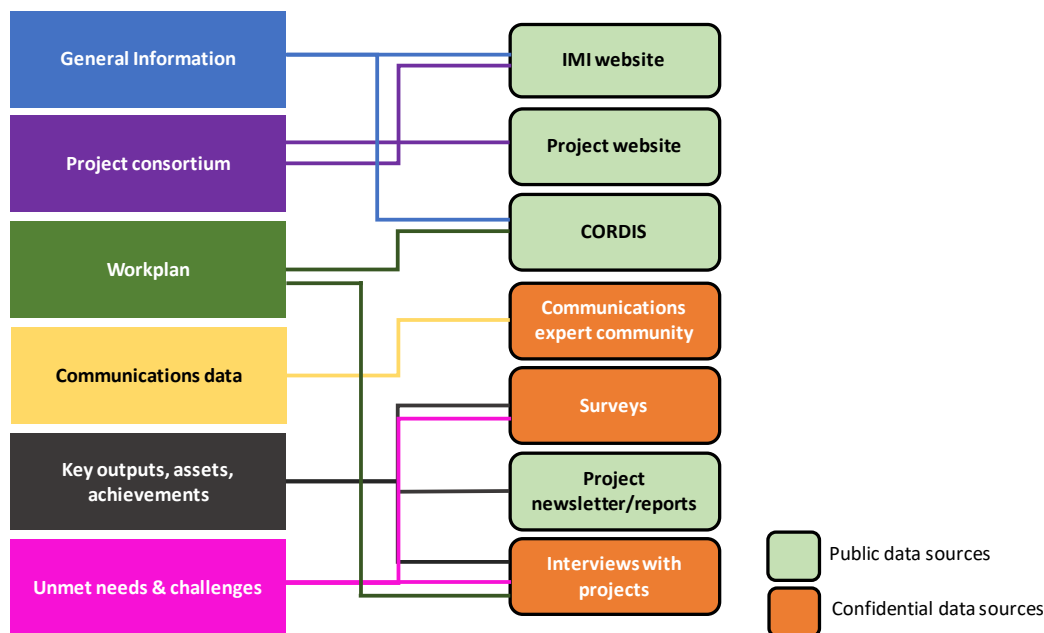 General Information
Project consortium
Workplan
Communications data
Key outputs, assets,
achievements
Unmet needs & challenges
IMI website
Project website
CORDIS
Communications
expert community
Surveys
Project
newsletter/reports
Interviews with
projects
Public data sources
Confidential data sources